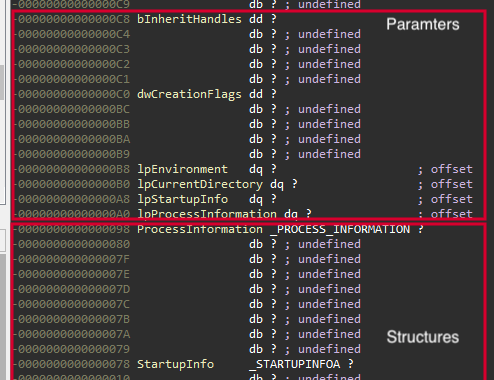 -00000000000000C9 db ? ; undefined
-00000000000000C8 bInheritHandles dd ?
Paramters
-00000000000000C4 db ? ; undefined
-00000000000000C3 db ? ; undefined
-00000000000000C2 db ? ; undefined
-00000000000000C1 db ? ; undefined
-00000000000000C0 dwCreationFlags dd ?
-00000000000000BC db ? ; undefined
-00000000000000BB db ? ; undefined
-00000000000000BA db ? ; undefined
-00000000000000B9 db ? ; undefined
-00000000000000B8 lpEnvironment dq ? ; offset
-00000000000000B0 lpCurrentDirectory dq ? ; offset
-00000000000000A8 lpStartupInfo dq ? ; offset
-00000000000000A0 lpProcessInformation dq ? ; offset
-0000000000000098 ProcessInformation _PROCESS_INFORMATION ?
-0000000000000080 db ? ; undefined
-000000000000007F db ? ; undefined
-000000000000007E db ? ; undefined
-000000000000007D db ? ; undefined
-000000000000007C db ? ; undefined
-000000000000007B db ? ; undefined
-000000000000007A db ? ; undefined
Structures
-0000000000000079 db ? ; undefined
-0000000000000078 StartupInfo _STARTUPINFOA ?
-0000000000000010 db ? ; undefined